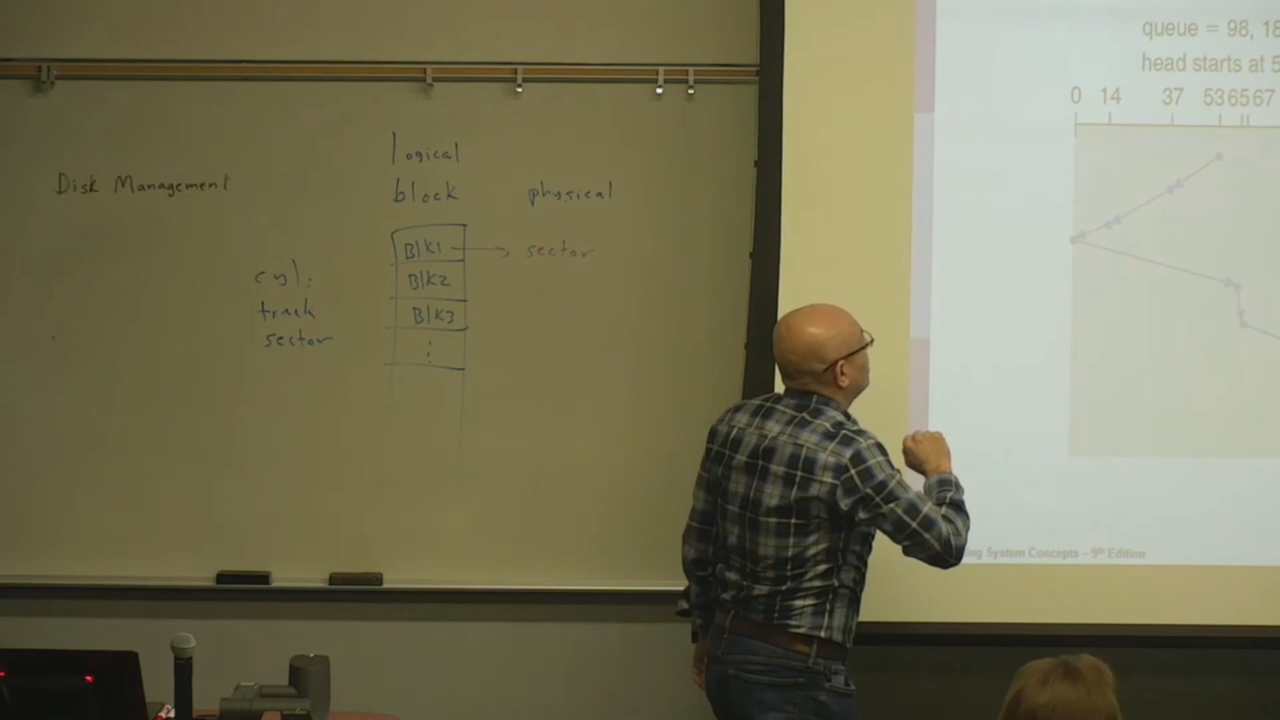 Disk Management
logical
block physical
Blk1 → sector
Blk2
Blk3
⋮
cyl.
track
sector
queue = 98, 18
head starts at 5
0 14 37 53 65 67
ing System Concepts – 9th Edition